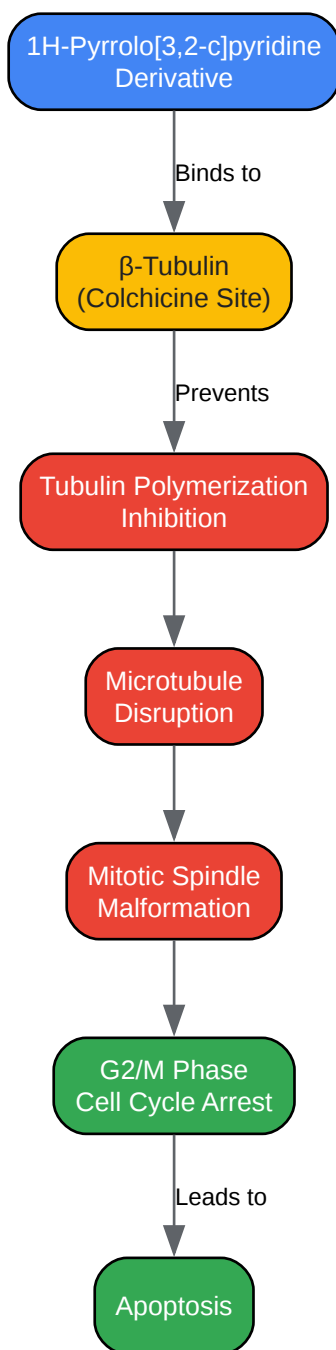 1H-Pyrrolo[3,2-c]pyridine
Derivative
Binds to
β-Tubulin
(Colchicine Site)
Prevents
Tubulin Polymerization
Inhibition
Microtubule
Disruption
Mitotic Spindle
Malformation
G2/M Phase
Cell Cycle Arrest
Leads to
Apoptosis